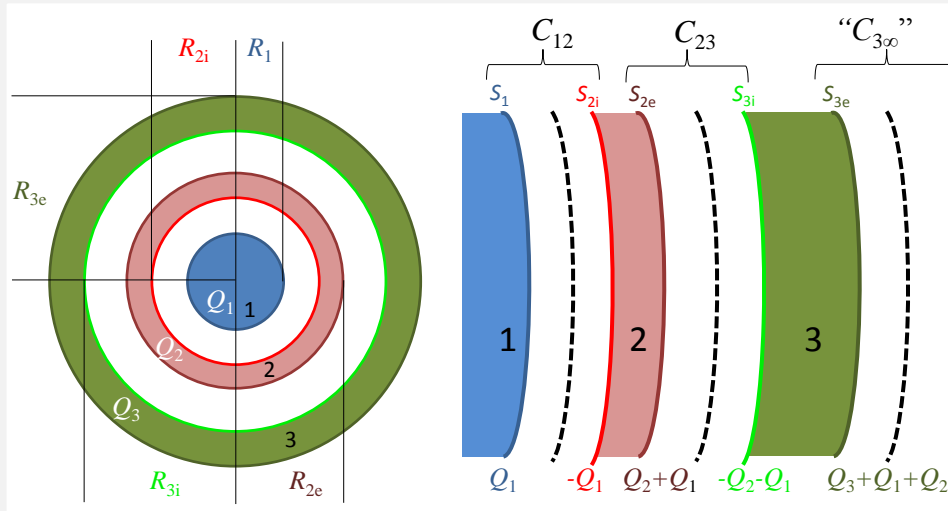 R2i R1
R3e
Q1 1
Q2 2
Q3 3
R3i R2e
C12 C23 “C3∞”
S1 S2i S2e S3i S3e
1 2 3
Q1 -Q1 Q2+Q1 -Q2-Q1 Q3+Q1+Q2